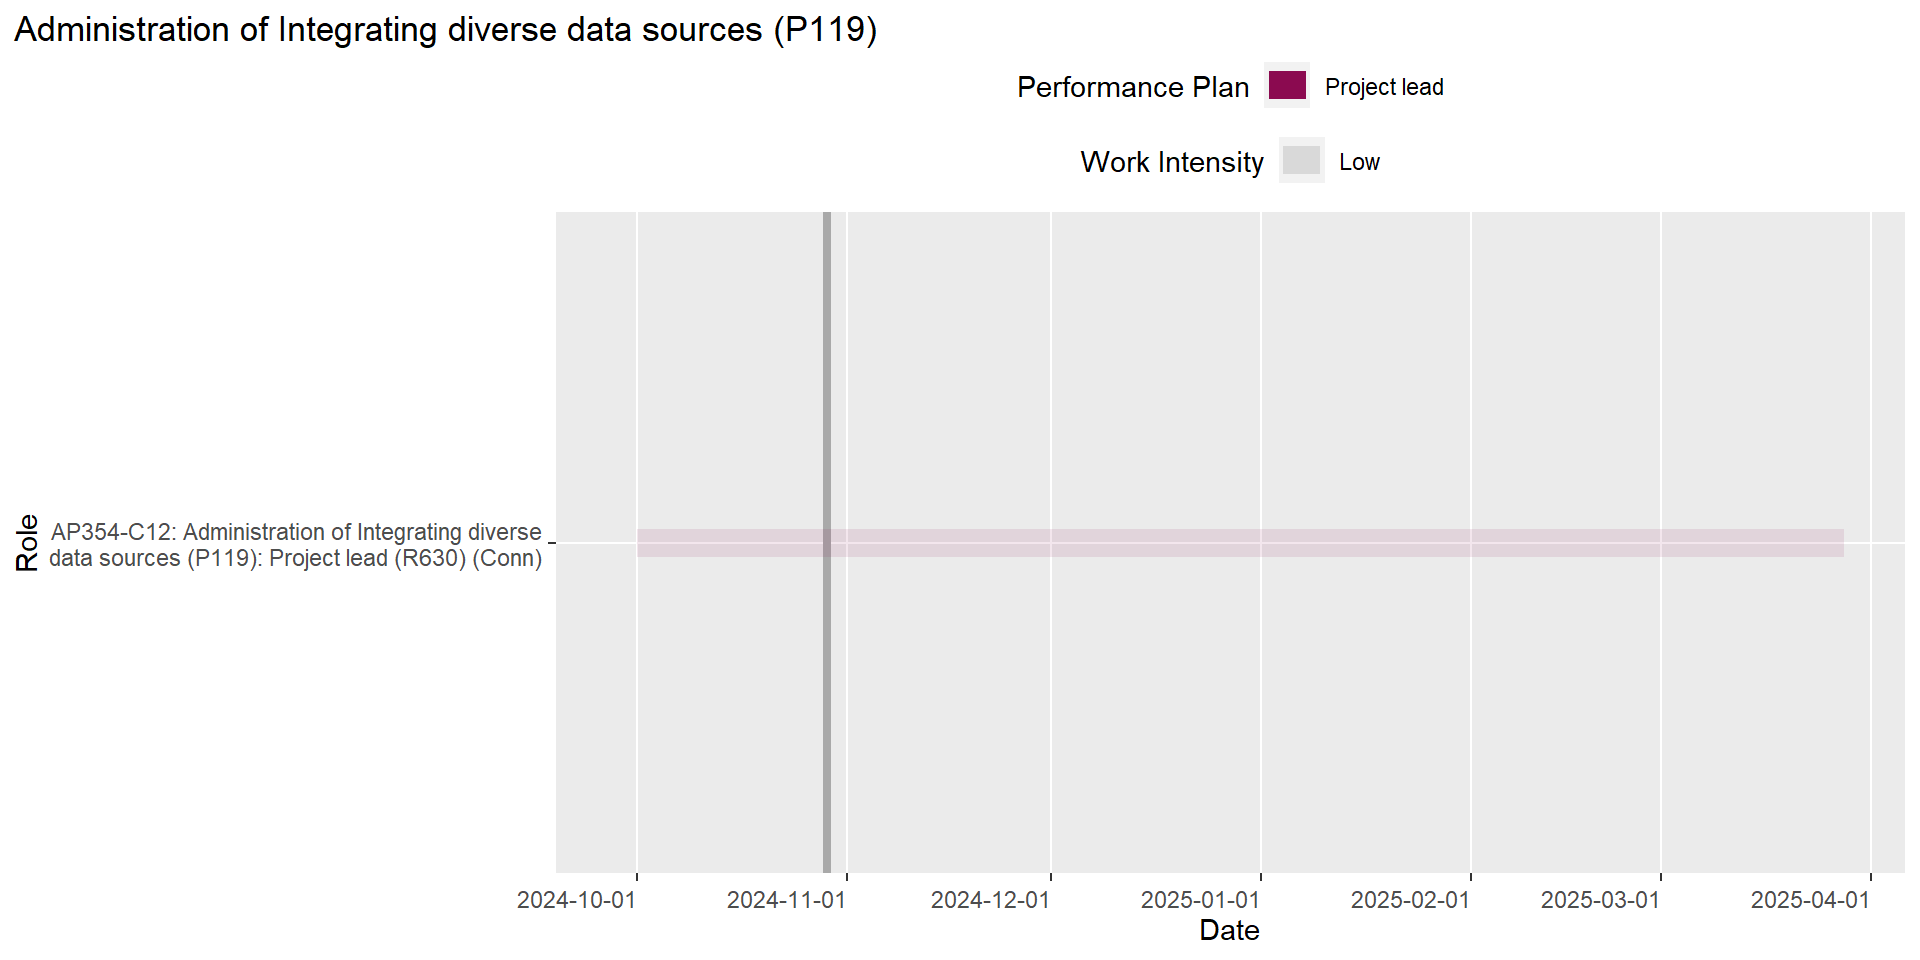 Administration of Integrating diverse data sources (P119)
Performance Plan
Project lead
Work Intensity
Low
Role
AP354-C12: Administration of Integrating diverse
data sources (P119): Project lead (R630) (Conn)
2024-10-01
2024-11-01
2024-12-01
2025-01-01
2025-02-01
2025-03-01
2025-04-01
Date